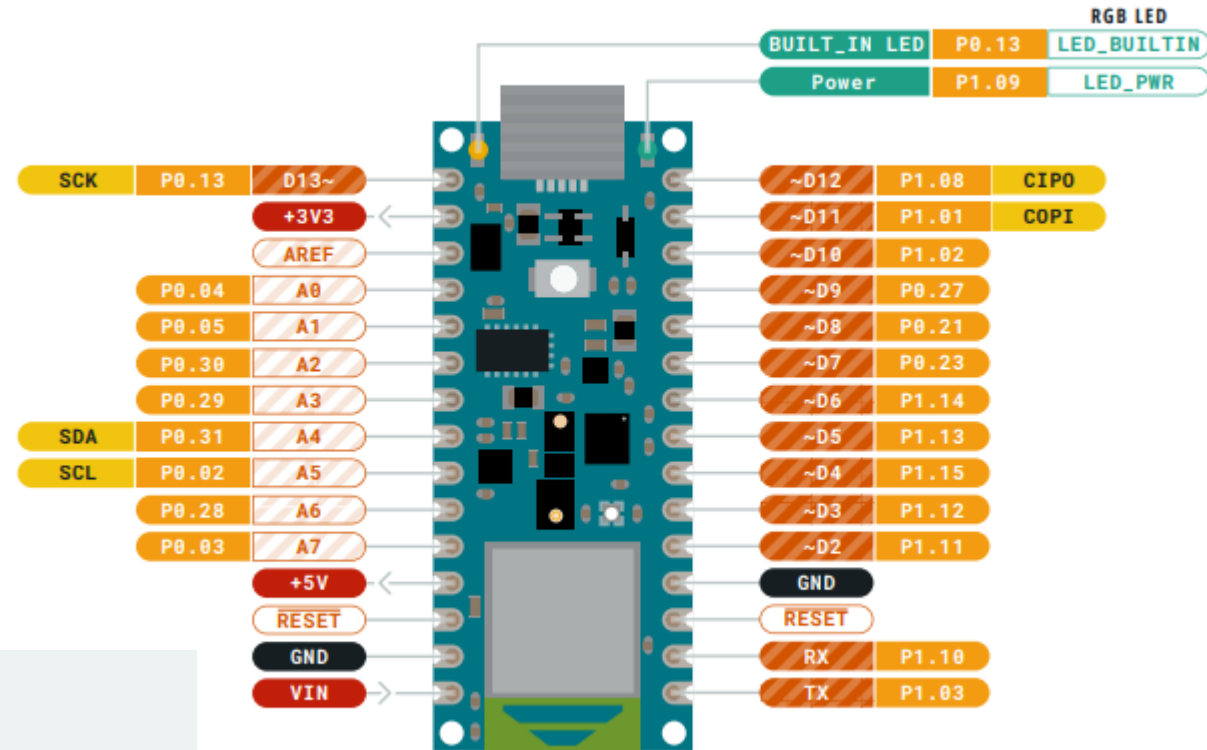 RGB LED
BUILT_IN LED P0.13 LED_BUILTIN
Power P1.09 LED_PWR
SCK P0.13 D13~
+3V3
AREF
P0.04 A0
P0.05 A1
P0.30 A2
P0.29 A3
SDA P0.31 A4
SCL P0.02 A5
P0.28 A6
P0.03 A7
+5V
RESET
GND
VIN
~D12 P1.08 CIPO
~D11 P1.01 COPI
~D10 P1.02
~D9 P0.27
~D8 P0.21
~D7 P0.23
~D6 P1.14
~D5 P1.13
~D4 P1.15
~D3 P1.12
~D2 P1.11
GND
RESET
RX P1.10
TX P1.03